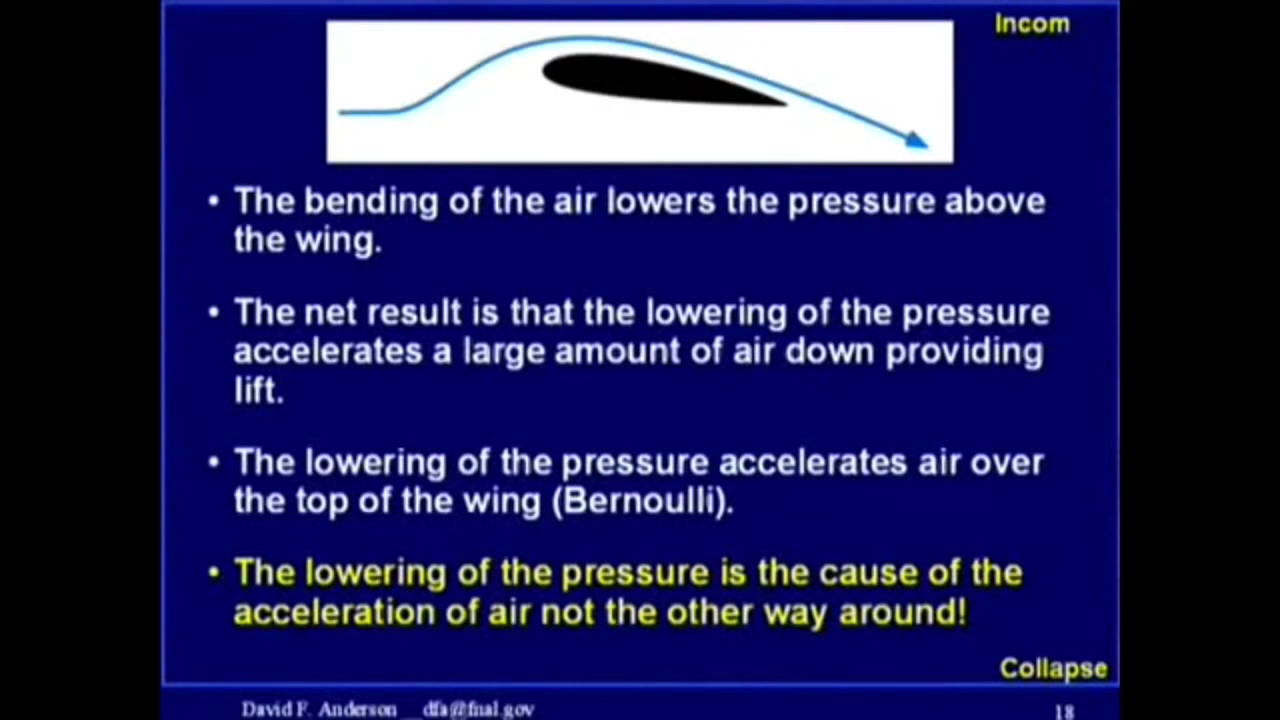 Incom
• The bending of the air lowers the pressure above
the wing.
• The net result is that the lowering of the pressure
accelerates a large amount of air down providing
lift.
• The lowering of the pressure accelerates air over
the top of the wing (Bernoulli).
• The lowering of the pressure is the cause of the
acceleration of air not the other way around!
Collapse
David F. Anderson__dfa@fnal.gov
18